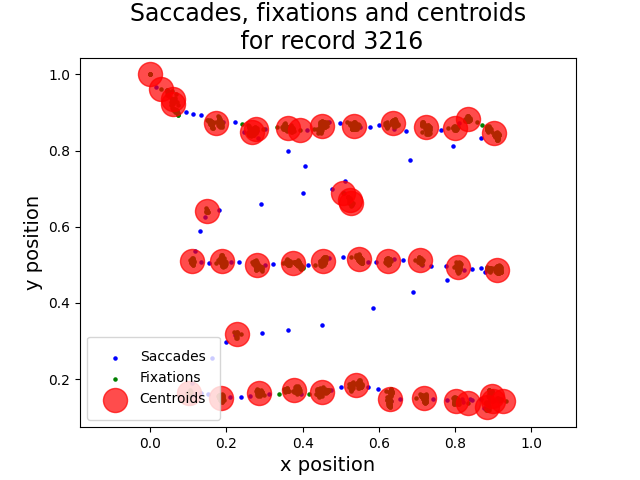 Saccades, fixations and centroids
for record 3216
y position
1.0
0.8
0.6
0.4
0.2
Saccades
Fixations
Centroids
0.0
0.2
0.4
0.6
0.8
1.0
x position